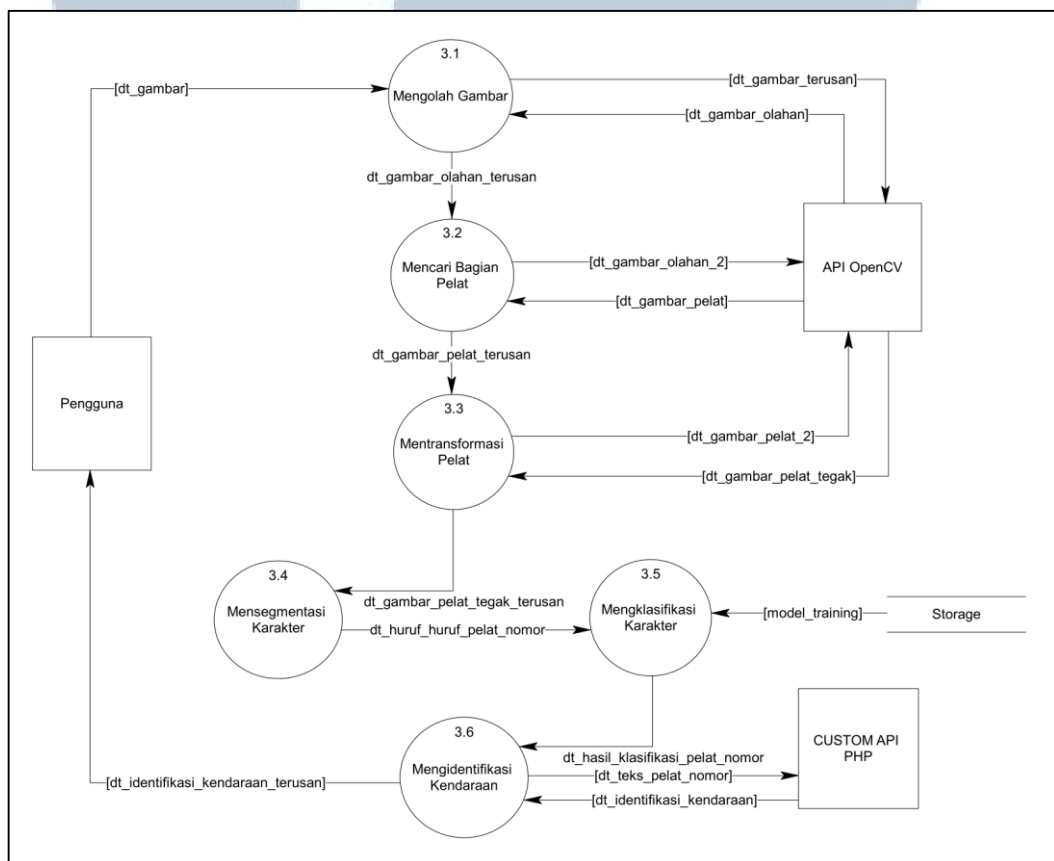 3.1
Mengolah Gambar
[dt_gambar]
[dt_gambar_terusan]
[dt_gambar_olahan]
dt_gambar_olahan_terusan
3.2
Mencari Bagian
Pelat
[dt_gambar_olahan_2]
[dt_gambar_pelat]
API OpenCV
dt_gambar_pelat_terusan
Pengguna
3.3
Mentransformasi
Pelat
[dt_gambar_pelat_2]
[dt_gambar_pelat_tegak]
3.4
Mensegmentasi
Karakter
dt_gambar_pelat_tegak_terusan
dt_huruf_huruf_pelat_nomor
3.5
Mengklasifikasi
Karakter
[model_training]
Storage
3.6
Mengidentifikasi
Kendaraan
dt_hasil_klasifikasi_pelat_nomor
[dt_teks_pelat_nomor]
[dt_identifikasi_kendaraan]
CUSTOM API
PHP
[dt_identifikasi_kendaraan_terusan]